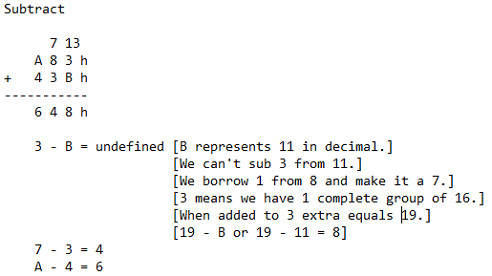 Subtract
7 13
A 8 3 h
+ 4 3 B h
-----------
6 4 8 h
3 - B = undefined [B represents 11 in decimal.]
[We can't sub 3 from 11.]
[We borrow 1 from 8 and make it a 7.]
[3 means we have 1 complete group of 16.]
[When added to 3 extra equals 19.]
[19 - B or 19 - 11 = 8]
7 - 3 = 4
A - 4 = 6